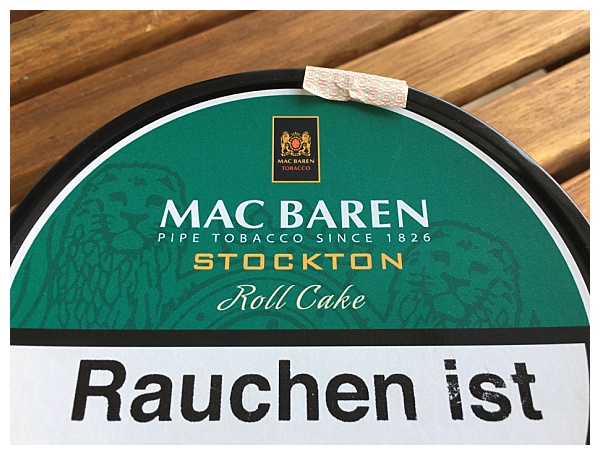 MAC BAREN
TOBACCO
MAC BAREN
PIPE TOBACCO SINCE 1826
STOCKTON
Roll Cake
Rauchen ist